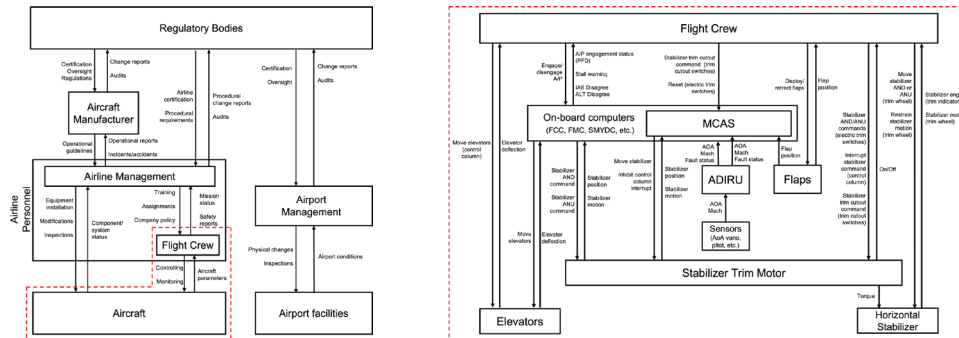 Regulatory Bodies
Certification
Oversight
Regulations
Change reports
Audits
Airline
certification
Procedural
requirements
Procedural
change reports
Audits
Certification
Oversight
Change reports
Audits
Aircraft
Manufacturer
Operational
guidelines
Operational reports
Incidents/accidents
Airline
Personnel
Airline Management
Equipment
installation
Modifications
Inspections
Component/
system
status
Training
Assignments
Company policy
Mission
status
Safety
reports
Flight Crew
Controlling
Monitoring
Aircraft
parameters
Airport
Management
Physical changes
Inspections
Airport conditions
Aircraft
Airport facilities
Flight Crew
Engage/
disengage
A/P
A/P engagement status
(PFD)
Stall warning
IAS Disagree
ALT Disagree
Stabilizer trim cutout
command (trim
cutout switches)
Reset (electric trim
switches)
Deploy/
retract flaps
Flap
position
Move
stabilizer
AND or
ANU
(trim wheel)
Restrain
stabilizer
motion
(trim wheel)
Stabilizer
(trim indicator
Stabilizer
(trim wheel)
On-board computers
(FCC, FMC, SMYDC, etc.)
MCAS
Move elevators
(control
column)
Elevator
deflection
Stabilizer
AND
command
Stabilizer
ANU
command
Stabilizer
position
Stabilizer
motion
Move stabilizer
Inhibit control
column
interrupt
Stabilizer
position
Stabilizer
motion
AOA
Mach
Fault status
AOA
Mach
Fault status
Flap
position
ADIRU
Flaps
AOA
Mach
Sensors
(AoA vane,
pitot, etc.)
Stabilizer
AND/ANU
commands
(electric trim
switches)
Interrupt
stabilizer
command
(control
column)
Stabilizer
trim cutout
command
(trim cutout
switches)
On/Off
Move
elevators
Elevator
deflection
Stabilizer Trim Motor
Torque
Elevators
Horizontal
Stabilizer